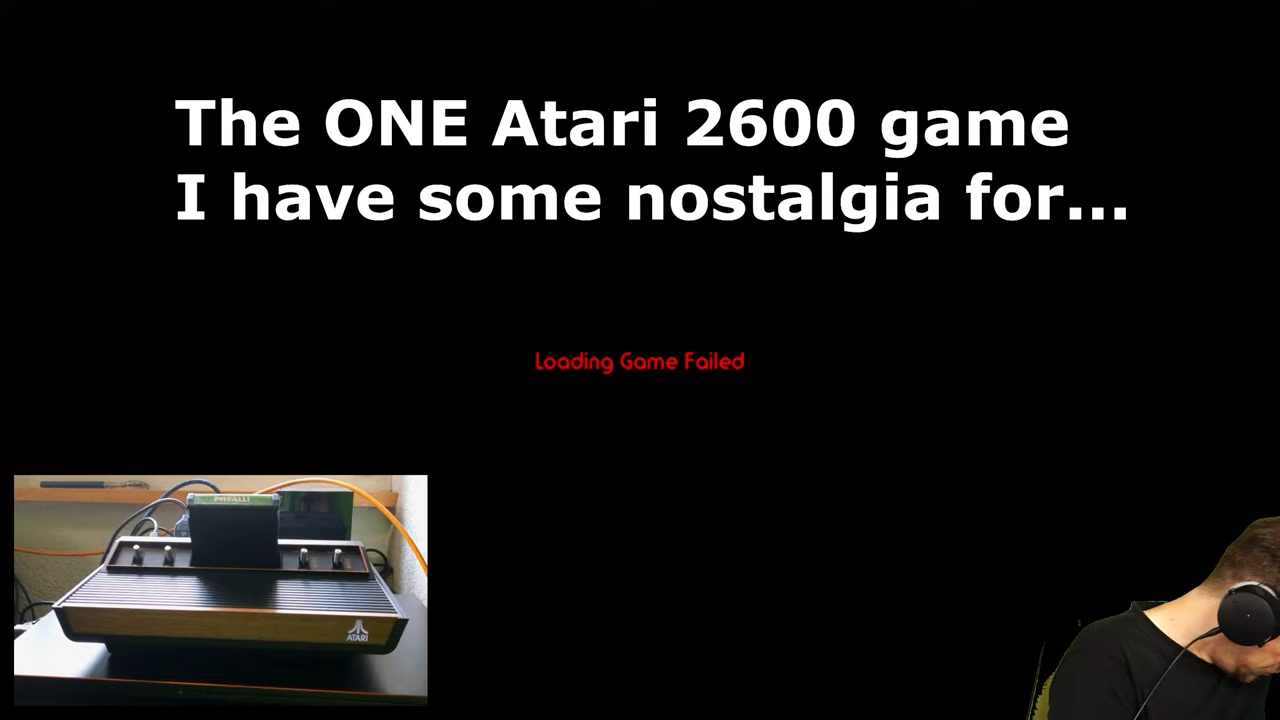 The ONE Atari 2600 game
I have some nostalgia for...
Loading Game Failed
PITFALL!
ATARI